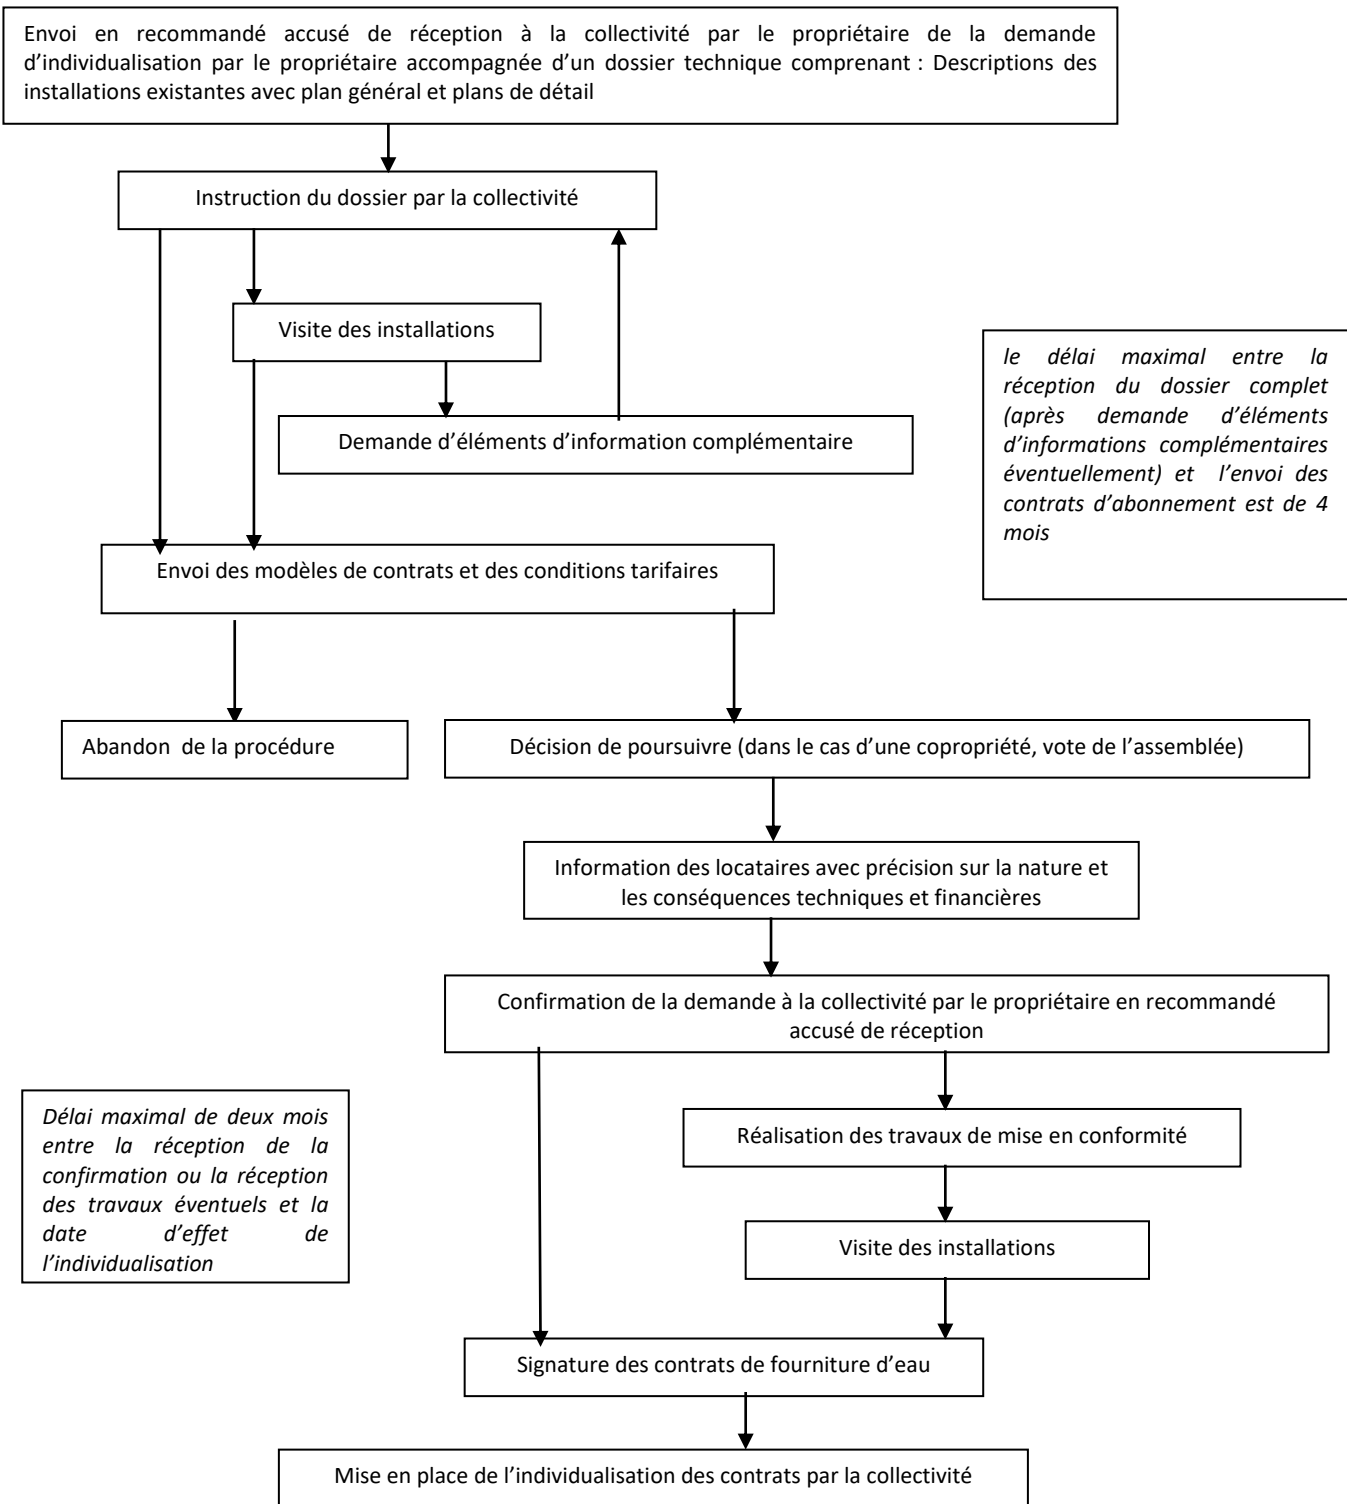 Envoi en recommandé accusé de réception à la collectivité par le propriétaire de la demande
d’individualisation par le propriétaire accompagnée d’un dossier technique comprenant : Descriptions des
installations existantes avec plan général et plans de détail
Instruction du dossier par la collectivité
Visite des installations
le délai maximal entre la
réception du dossier complet
(après demande d’éléments
d’informations complémentaires
éventuellement) et l’envoi des
contrats d’abonnement est de 4
mois
Demande d’éléments d’information complémentaire
Envoi des modèles de contrats et des conditions tarifaires
Abandon de la procédure
Décision de poursuivre (dans le cas d’une copropriété, vote de l’assemblée)
Information des locataires avec précision sur la nature et
les conséquences techniques et financières
Confirmation de la demande à la collectivité par le propriétaire en recommandé
accusé de réception
Délai maximal de deux mois
entre la réception de la
confirmation ou la réception
des travaux éventuels et la
date d’effet de
l’individualisation
Réalisation des travaux de mise en conformité
Visite des installations
Signature des contrats de fourniture d’eau
Mise en place de l’individualisation des contrats par la collectivité